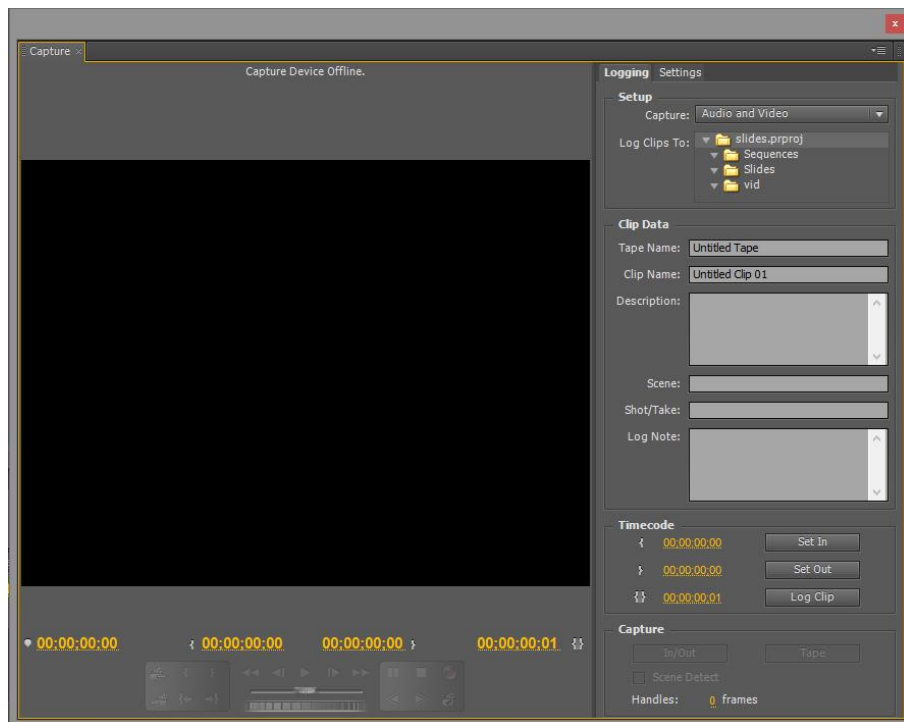 Capture
Capture Device Offline.
00;00;00;00
{ 00;00;00;00
00;00;00;00 }
00;00;00;01 {}
Logging Settings
Setup
Capture: Audio and Video
Log Clips To: slides.prproj
Sequences
Slides
vid
Clip Data
Tape Name: Untitled Tape
Clip Name: Untitled Clip 01
Description:
Scene:
Shot/Take:
Log Note:
Timecode
{ 00;00;00;00 Set In
} 00;00;00;00 Set Out
{} 00;00;00;01 Log Clip
Capture
In/Out Tape
Scene Detect
Handles: 0 frames